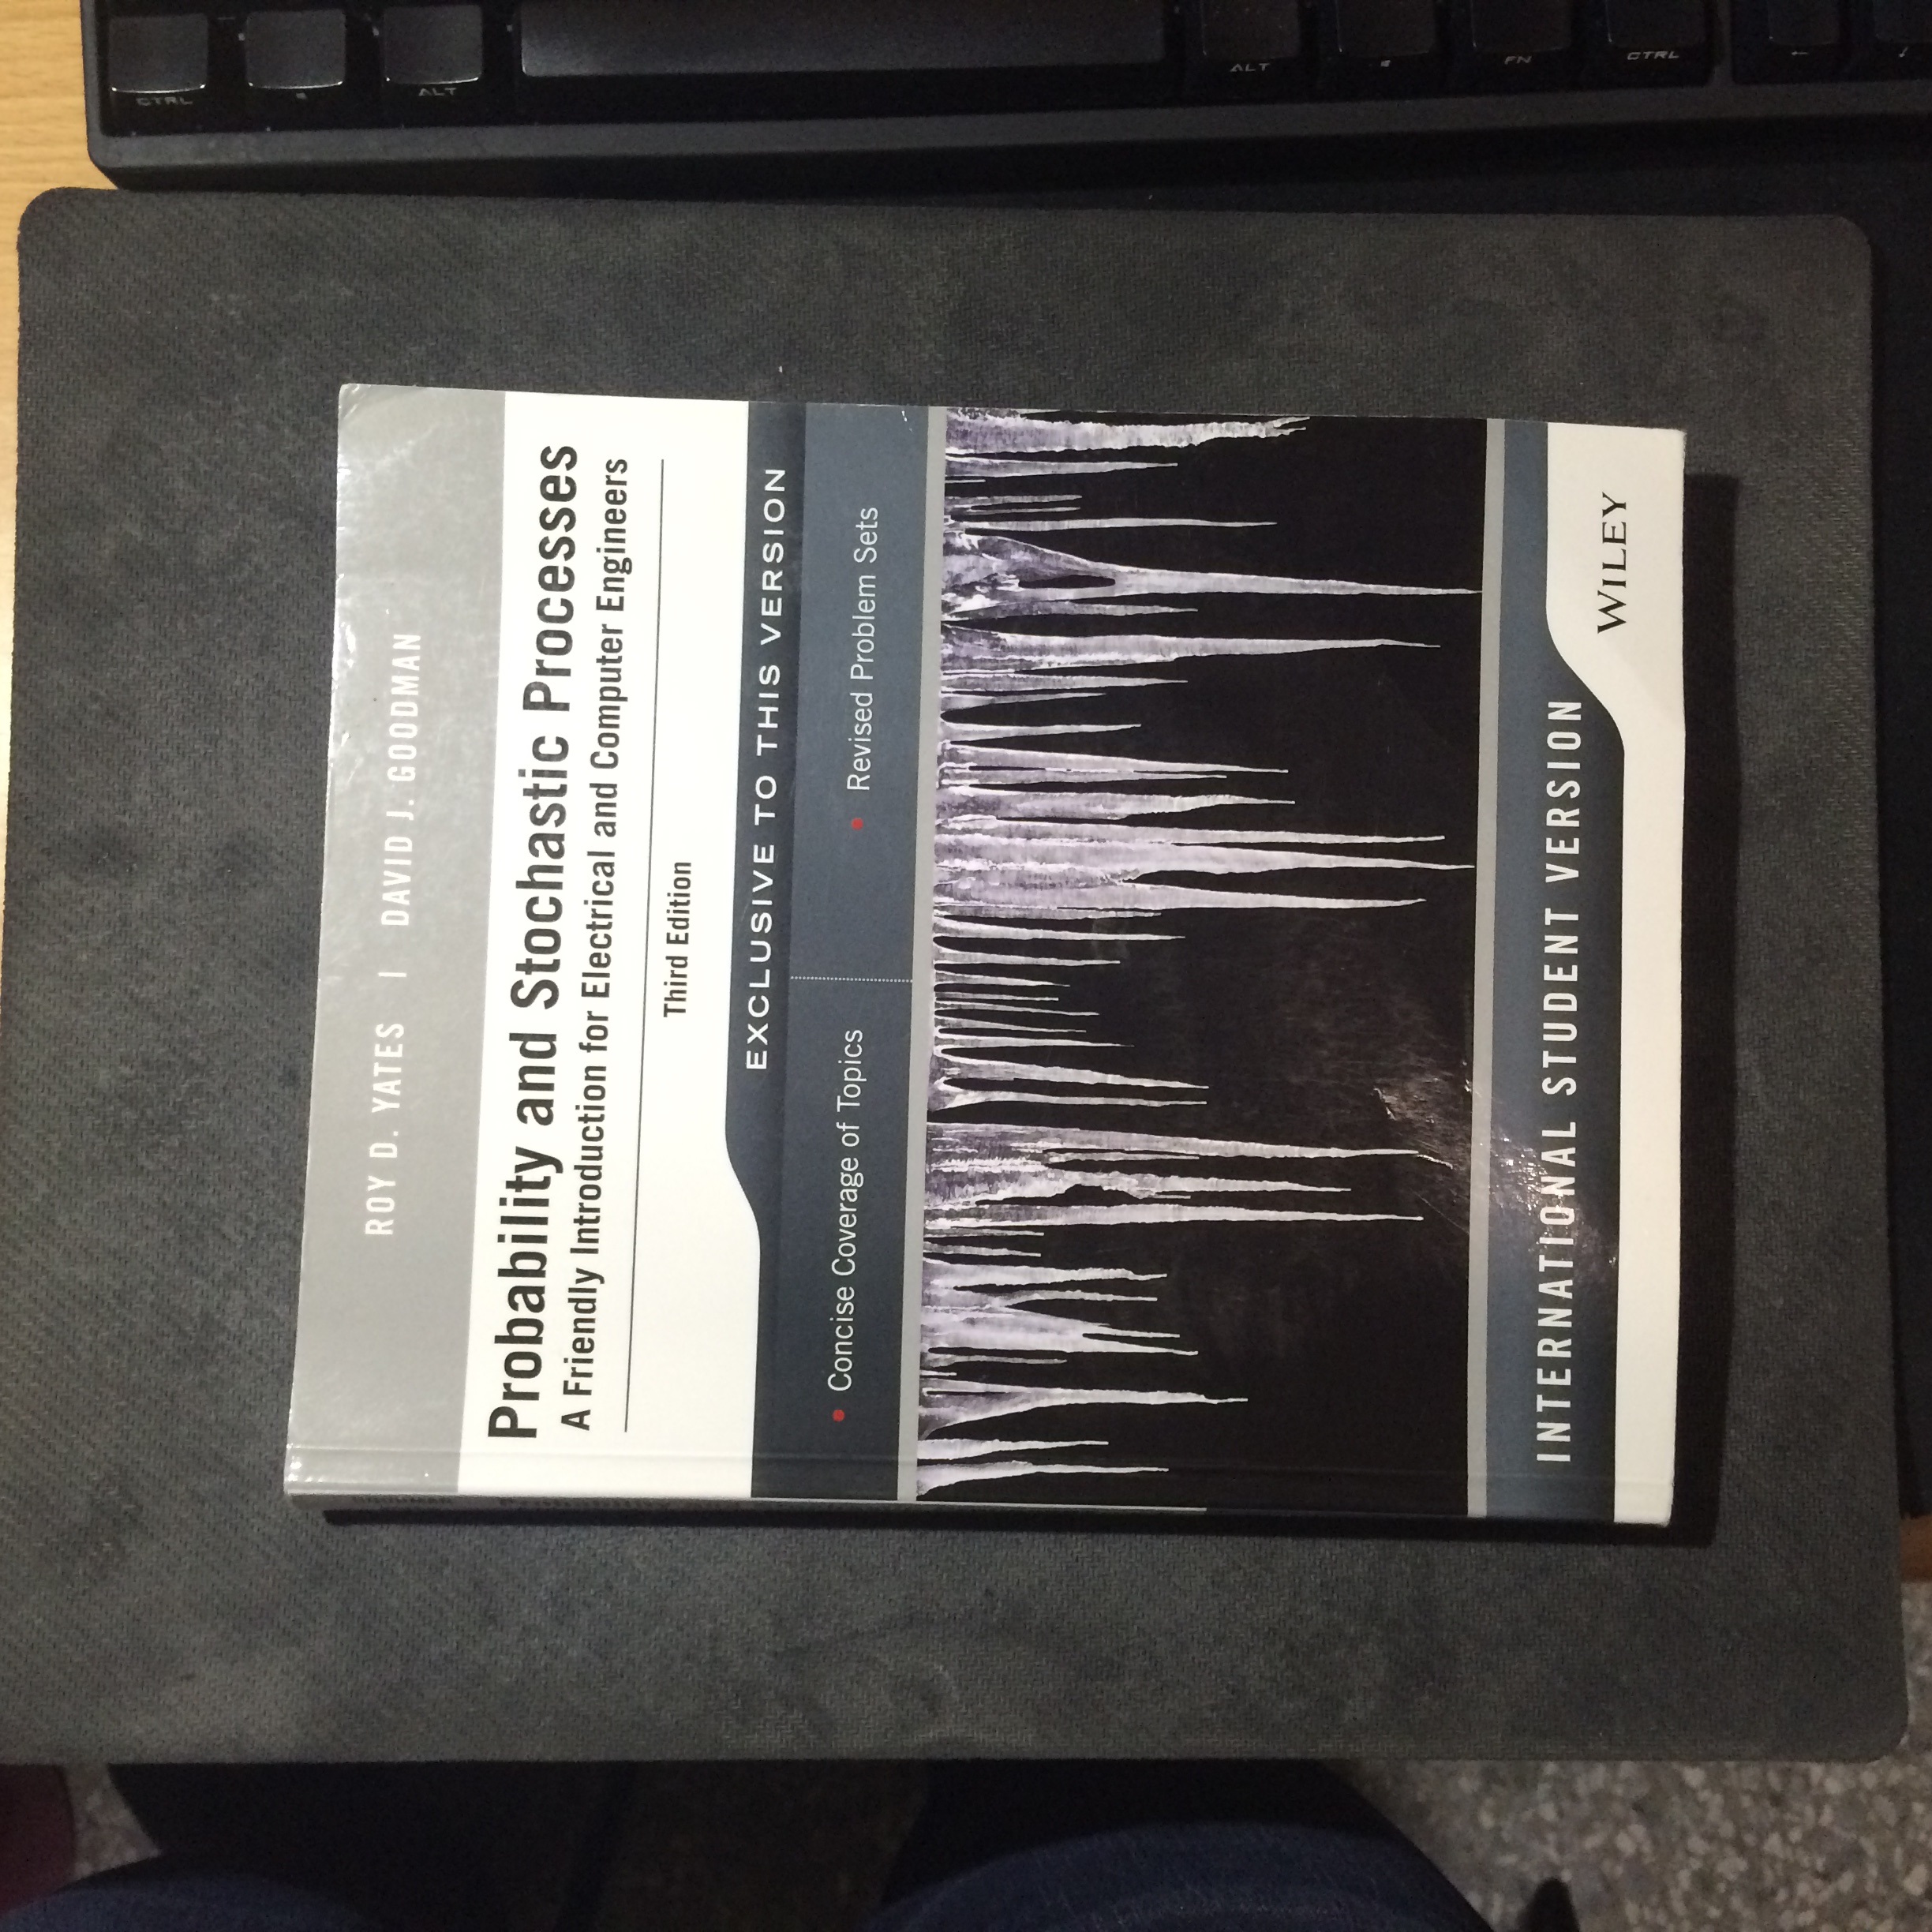 CTRL
ALT
ALT
FN
CTRL
ROY D. YATES | DAVID J. GOODMAN
Probability and Stochastic Processes
A Friendly Introduction for Electrical and Computer Engineers
Third Edition
EXCLUSIVE TO THIS VERSION
• Concise Coverage of Topics
• Revised Problem Sets
INTERNATIONAL STUDENT VERSION
WILEY